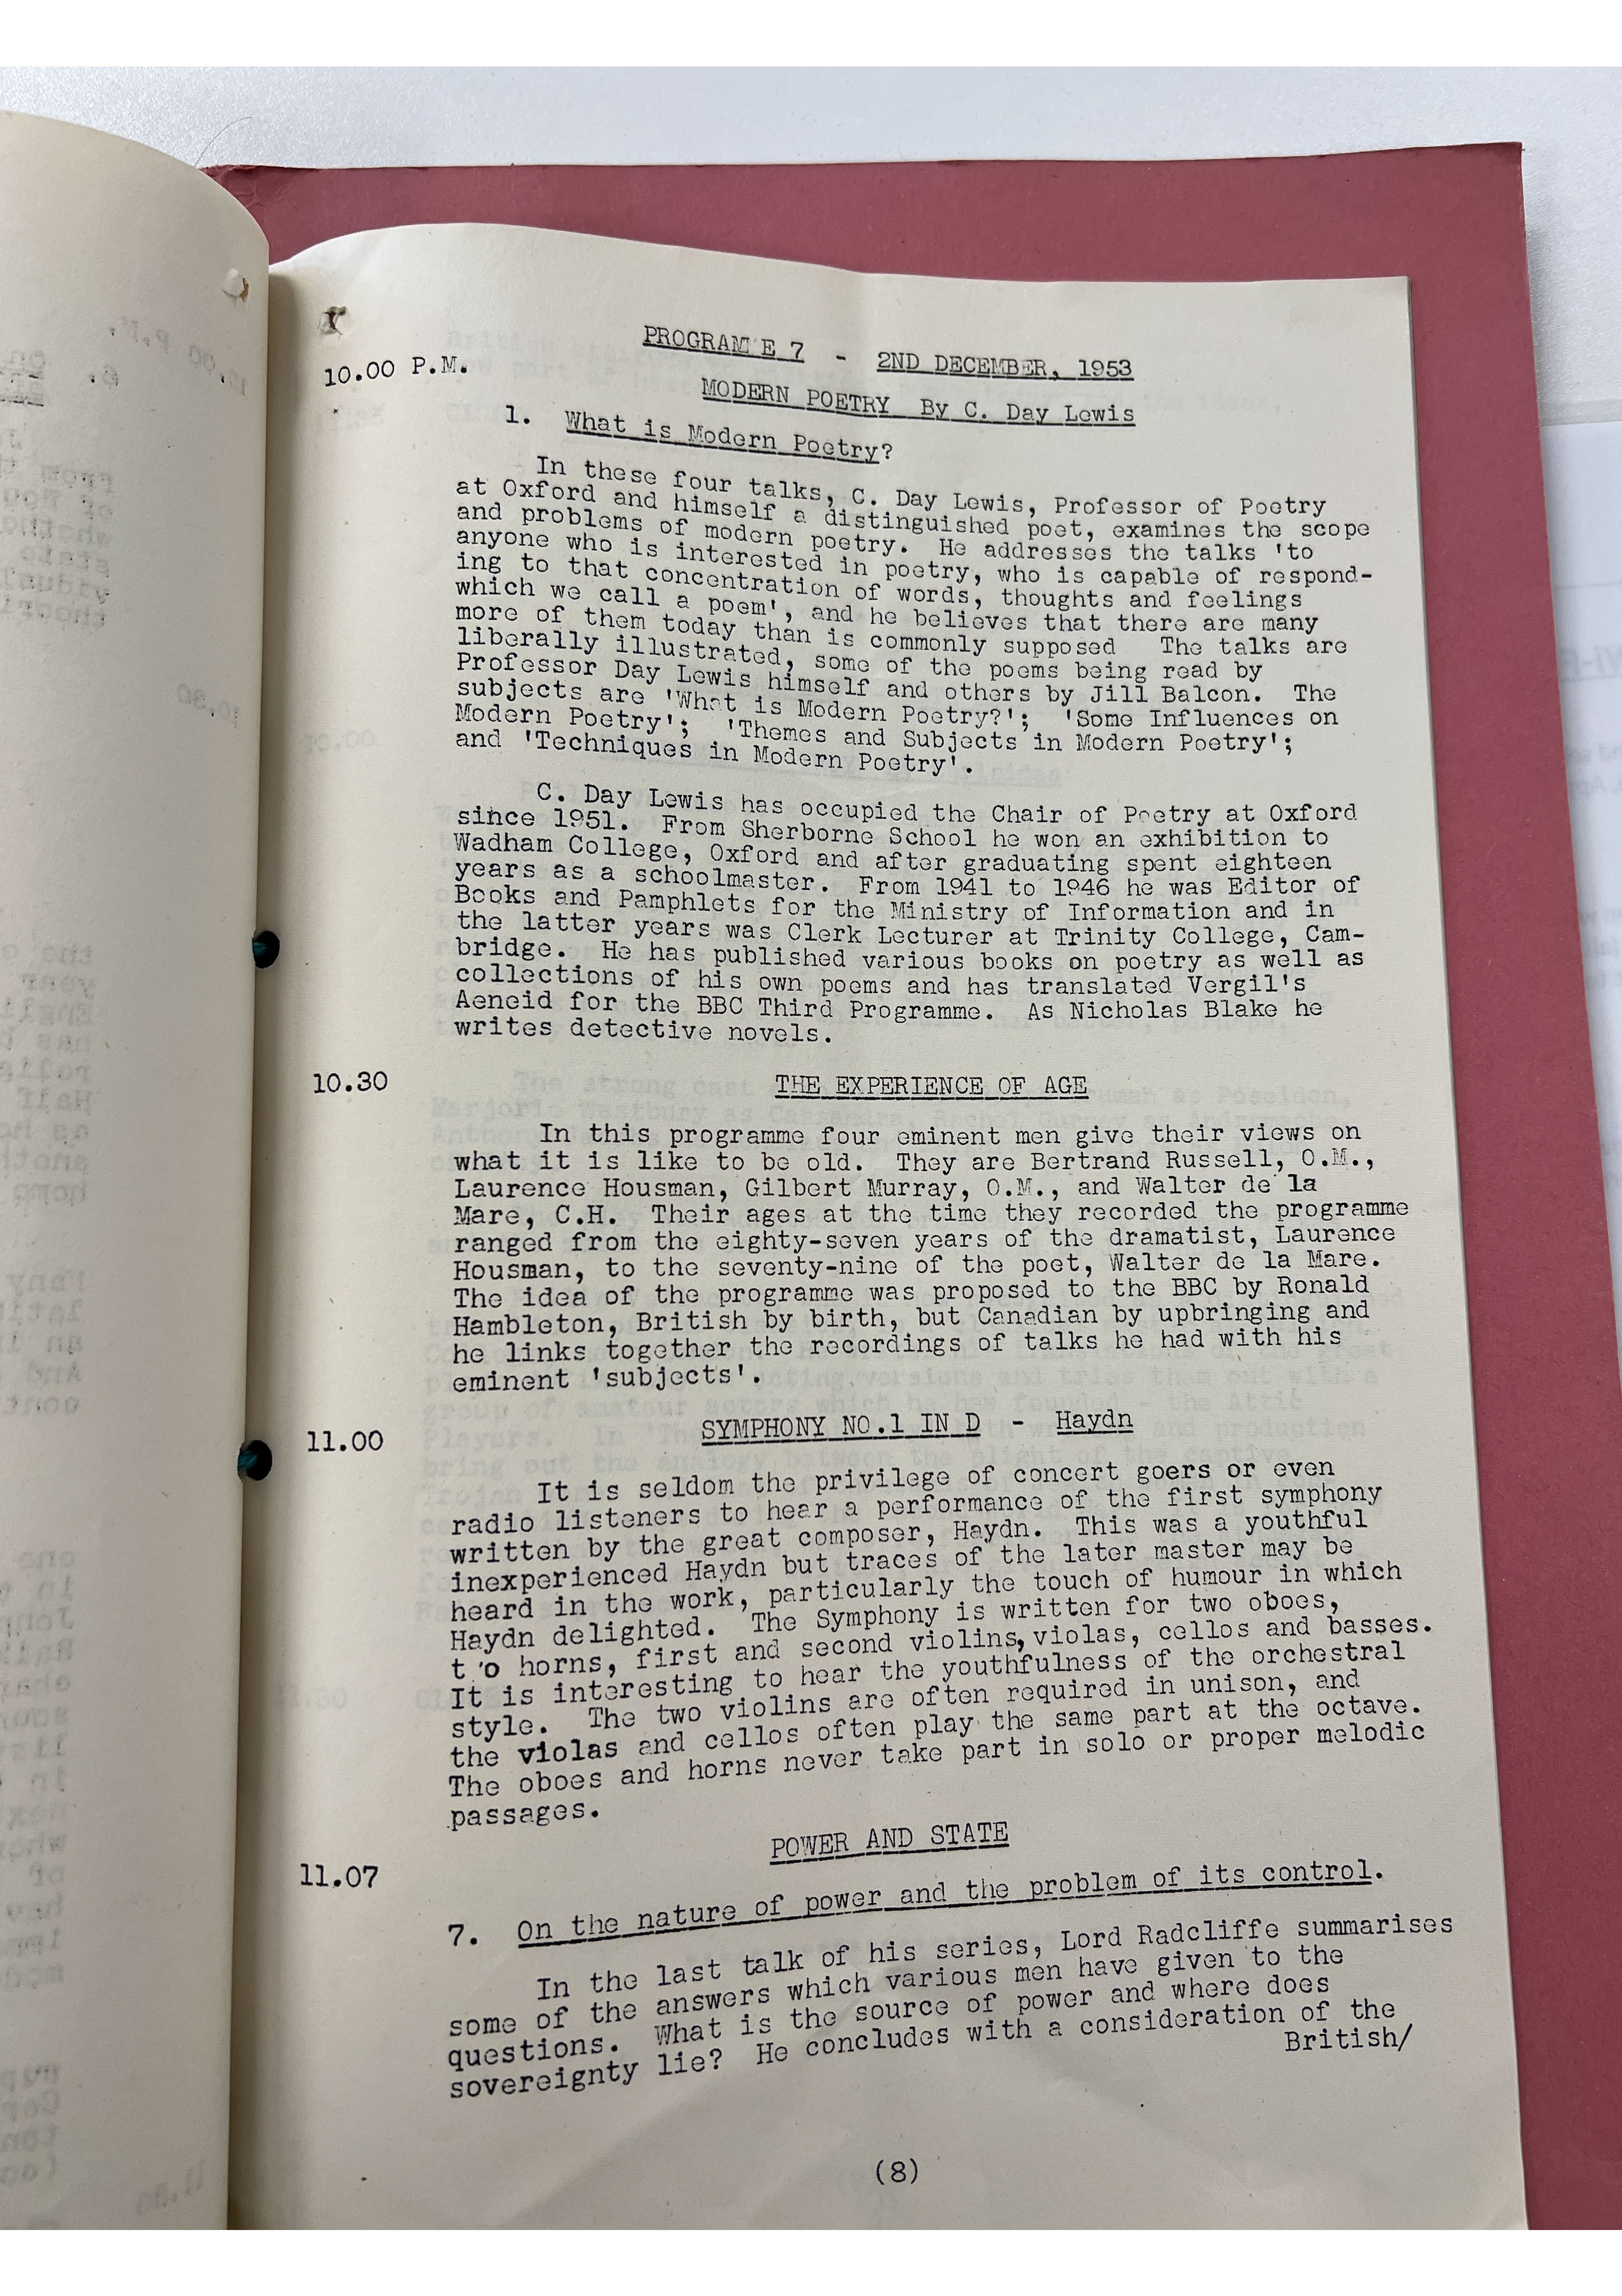 PROGRAM'E 7 - 2ND DECEMBER, 1953
10.00 P.M.
MODERN POETRY By C. Day Lewis
1. What is Modern Poetry?
In these four talks, C. Day Lewis, Professor of Poetry
at Oxford and himself a distinguished poet, examines the scope
and problems of modern poetry. He addresses the talks 'to
anyone who is interested in poetry, who is capable of respond-
ing to that concentration of words, thoughts and feelings
which we call a poem', and he believes that there are many
more of them today than is commonly supposed The talks are
liberally illustrated, some of the poems being read by
Professor Day Lewis himself and others by Jill Balcon. The
subjects are 'What is Modern Poetry?'; 'Some Influences on
Modern Poetry'; 'Themes and Subjects in Modern Poetry';
and 'Techniques in Modern Poetry'.
C. Day Lewis has occupied the Chair of Poetry at Oxford
since 1951. From Sherborne School he won an exhibition to
Wadham College, Oxford and after graduating spent eighteen
years as a schoolmaster. From 1941 to 1946 he was Editor of
Books and Pamphlets for the Ministry of Information and in
the latter years was Clerk Lecturer at Trinity College, Cam-
bridge. He has published various books on poetry as well as
collections of his own poems and has translated Vergil's
Aeneid for the BBC Third Programme. As Nicholas Blake he
writes detective novels.
10.30 THE EXPERIENCE OF AGE
In this programme four eminent men give their views on
what it is like to be old. They are Bertrand Russell, O.M.,
Laurence Housman, Gilbert Murray, O.M., and Walter de la
Mare, C.H. Their ages at the time they recorded the programme
ranged from the eighty-seven years of the dramatist, Laurence
Housman, to the seventy-nine of the poet, Walter de la Mare.
The idea of the programme was proposed to the BBC by Ronald
Hambleton, British by birth, but Canadian by upbringing and
he links together the recordings of talks he had with his
eminent 'subjects'.
11.00 SYMPHONY NO.1 IN D - Haydn
It is seldom the privilege of concert goers or even
radio listeners to hear a performance of the first symphony
written by the great composer, Haydn. This was a youthful
inexperienced Haydn but traces of the later master may be
heard in the work, particularly the touch of humour in which
Haydn delighted. The Symphony is written for two oboes,
t'o horns, first and second violins, violas, cellos and basses.
It is interesting to hear the youthfulness of the orchestral
style. The two violins are often required in unison, and
the violas and cellos often play the same part at the octave.
The oboes and horns never take part in solo or proper melodic
passages.
11.07 POWER AND STATE
7. On the nature of power and the problem of its control.
In the last talk of his series, Lord Radcliffe summarises
some of the answers which various men have given to the
questions. What is the source of power and where does
sovereignty lie? He concludes with a consideration of the
British/
(8)